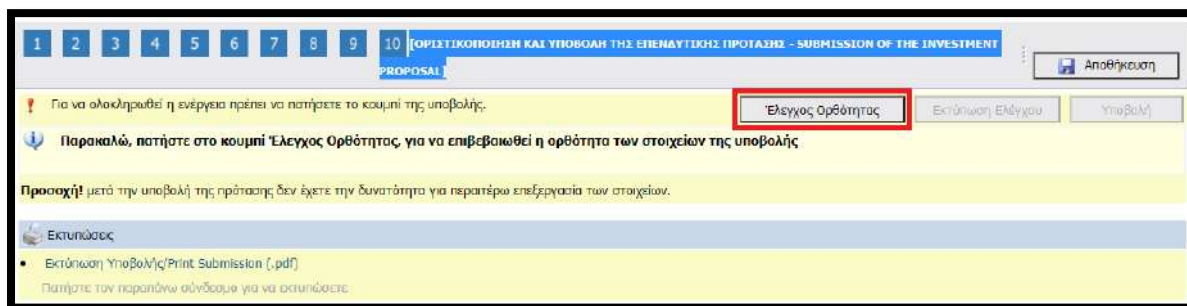 1 2 3 4 5 6 7 8 9 10 [ΟΡΙΣΤΙΚΟΠΟΙΗΣΗ ΚΑΙ ΥΠΟΒΟΛΗ ΤΗΣ ΕΠΕΝΔΥΤΙΚΗΣ ΠΡΟΤΑΣΗΣ - SUBMISSION OF THE INVESTMENT
PROPOSAL]
Αποθήκευση
Για να ολοκληρωθεί η ενέργεια πρέπει να πατήσετε το κουμπί της υποβολής.
Έλεγχος Ορθότητας Εκτύπωση Ελέγχου Υποβολή
Παρακαλώ, πατήστε στο κουμπί Έλεγχος Ορθότητας, για να επιβεβαιωθεί η ορθότητα των στοιχείων της υποβολής
Προσοχή! μετά την υποβολή της πρότασης δεν έχετε την δυνατότητα για περαιτέρω επεξεργασία των στοιχείων.
Εκτυπώσεις
Εκτύπωση Υποβολής/Print Submission (.pdf)
Πατήστε τον παραπάνω σύνδεσμο για να εκτυπώσετε